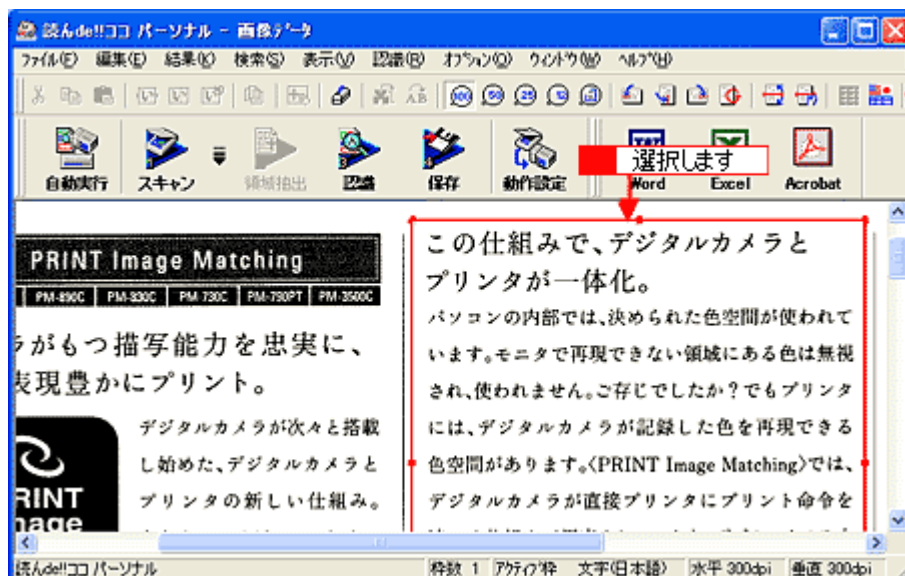 読んde!!ココ パーソナル - 画像データ
ファイル(F) 編集(E) 結果(K) 検索(S) 表示(V) 認識(R) オプション(O) ウィンドウ(W) ヘルプ(H)
自動実行 スキャン 領域抽出 認識 保存 動作設定 Word Excel Acrobat
選択します
PRINT Image Matching
PM-890C PM-930C PM-730C PM-790PT PM-3500C
ラがもつ描写能力を忠実に、
表現豊かにプリント。
デジタルカメラが次々と搭載
し始めた、デジタルカメラと
プリンタの新しい仕組み。
PRINT
Image
この仕組みで、デジタルカメラと
プリンタが一体化。
パソコンの内部では、決められた色空間が使われて
います。モニタで再現できない領域にある色は無視
され、使われません。ご存じでしたか？でもプリンタ
には、デジタルカメラが記録した色を再現できる
色空間があります。〈PRINT Image Matching〉では、
デジタルカメラが直接プリンタにプリント命令を
読んde!!ココ パーソナル 枠数 1 アクティブ枠 文字(日本語) 水平 300dpi 垂直 300dpi